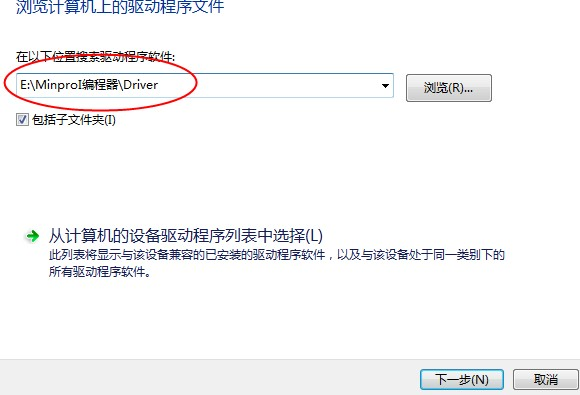 浏览计算机上的驱动程序文件
在以下位置搜索驱动程序软件:
E:\MinproI编程器\Driver
浏览(R)...
包括子文件夹(I)
从计算机的设备驱动程序列表中选择(L)
此列表将显示与该设备兼容的已安装的驱动程序软件，以及与该设备处于同一类别下的
所有驱动程序软件。
下一步(N)
取消